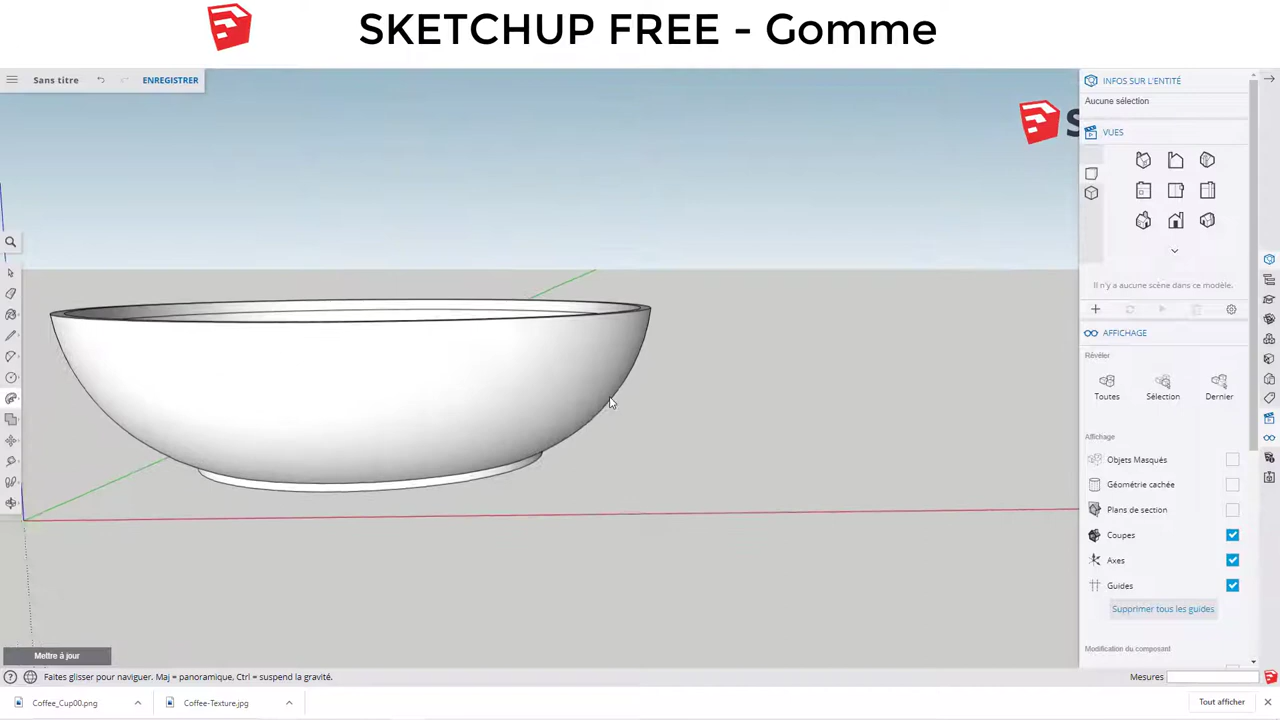 SKETCHUP FREE - Gomme
Sans titre
ENREGISTRER
INFOS SUR L'ENTITÉ
Aucune sélection
S
VUES
Il n'y a aucune scène dans ce modèle.
AFFICHAGE
Révéler
Toutes
Sélection
Dernier
Affichage
Objets Masqués
Géométrie cachée
Plans de section
Coupes
Axes
Guides
Supprimer tous les guides
Modification du composant
Mettre à jour
Faites glisser pour naviguer. Maj = panoramique, Ctrl = suspend la gravité.
Mesures
Coffee_Cup00.png
Coffee-Texture.jpg
Tout afficher